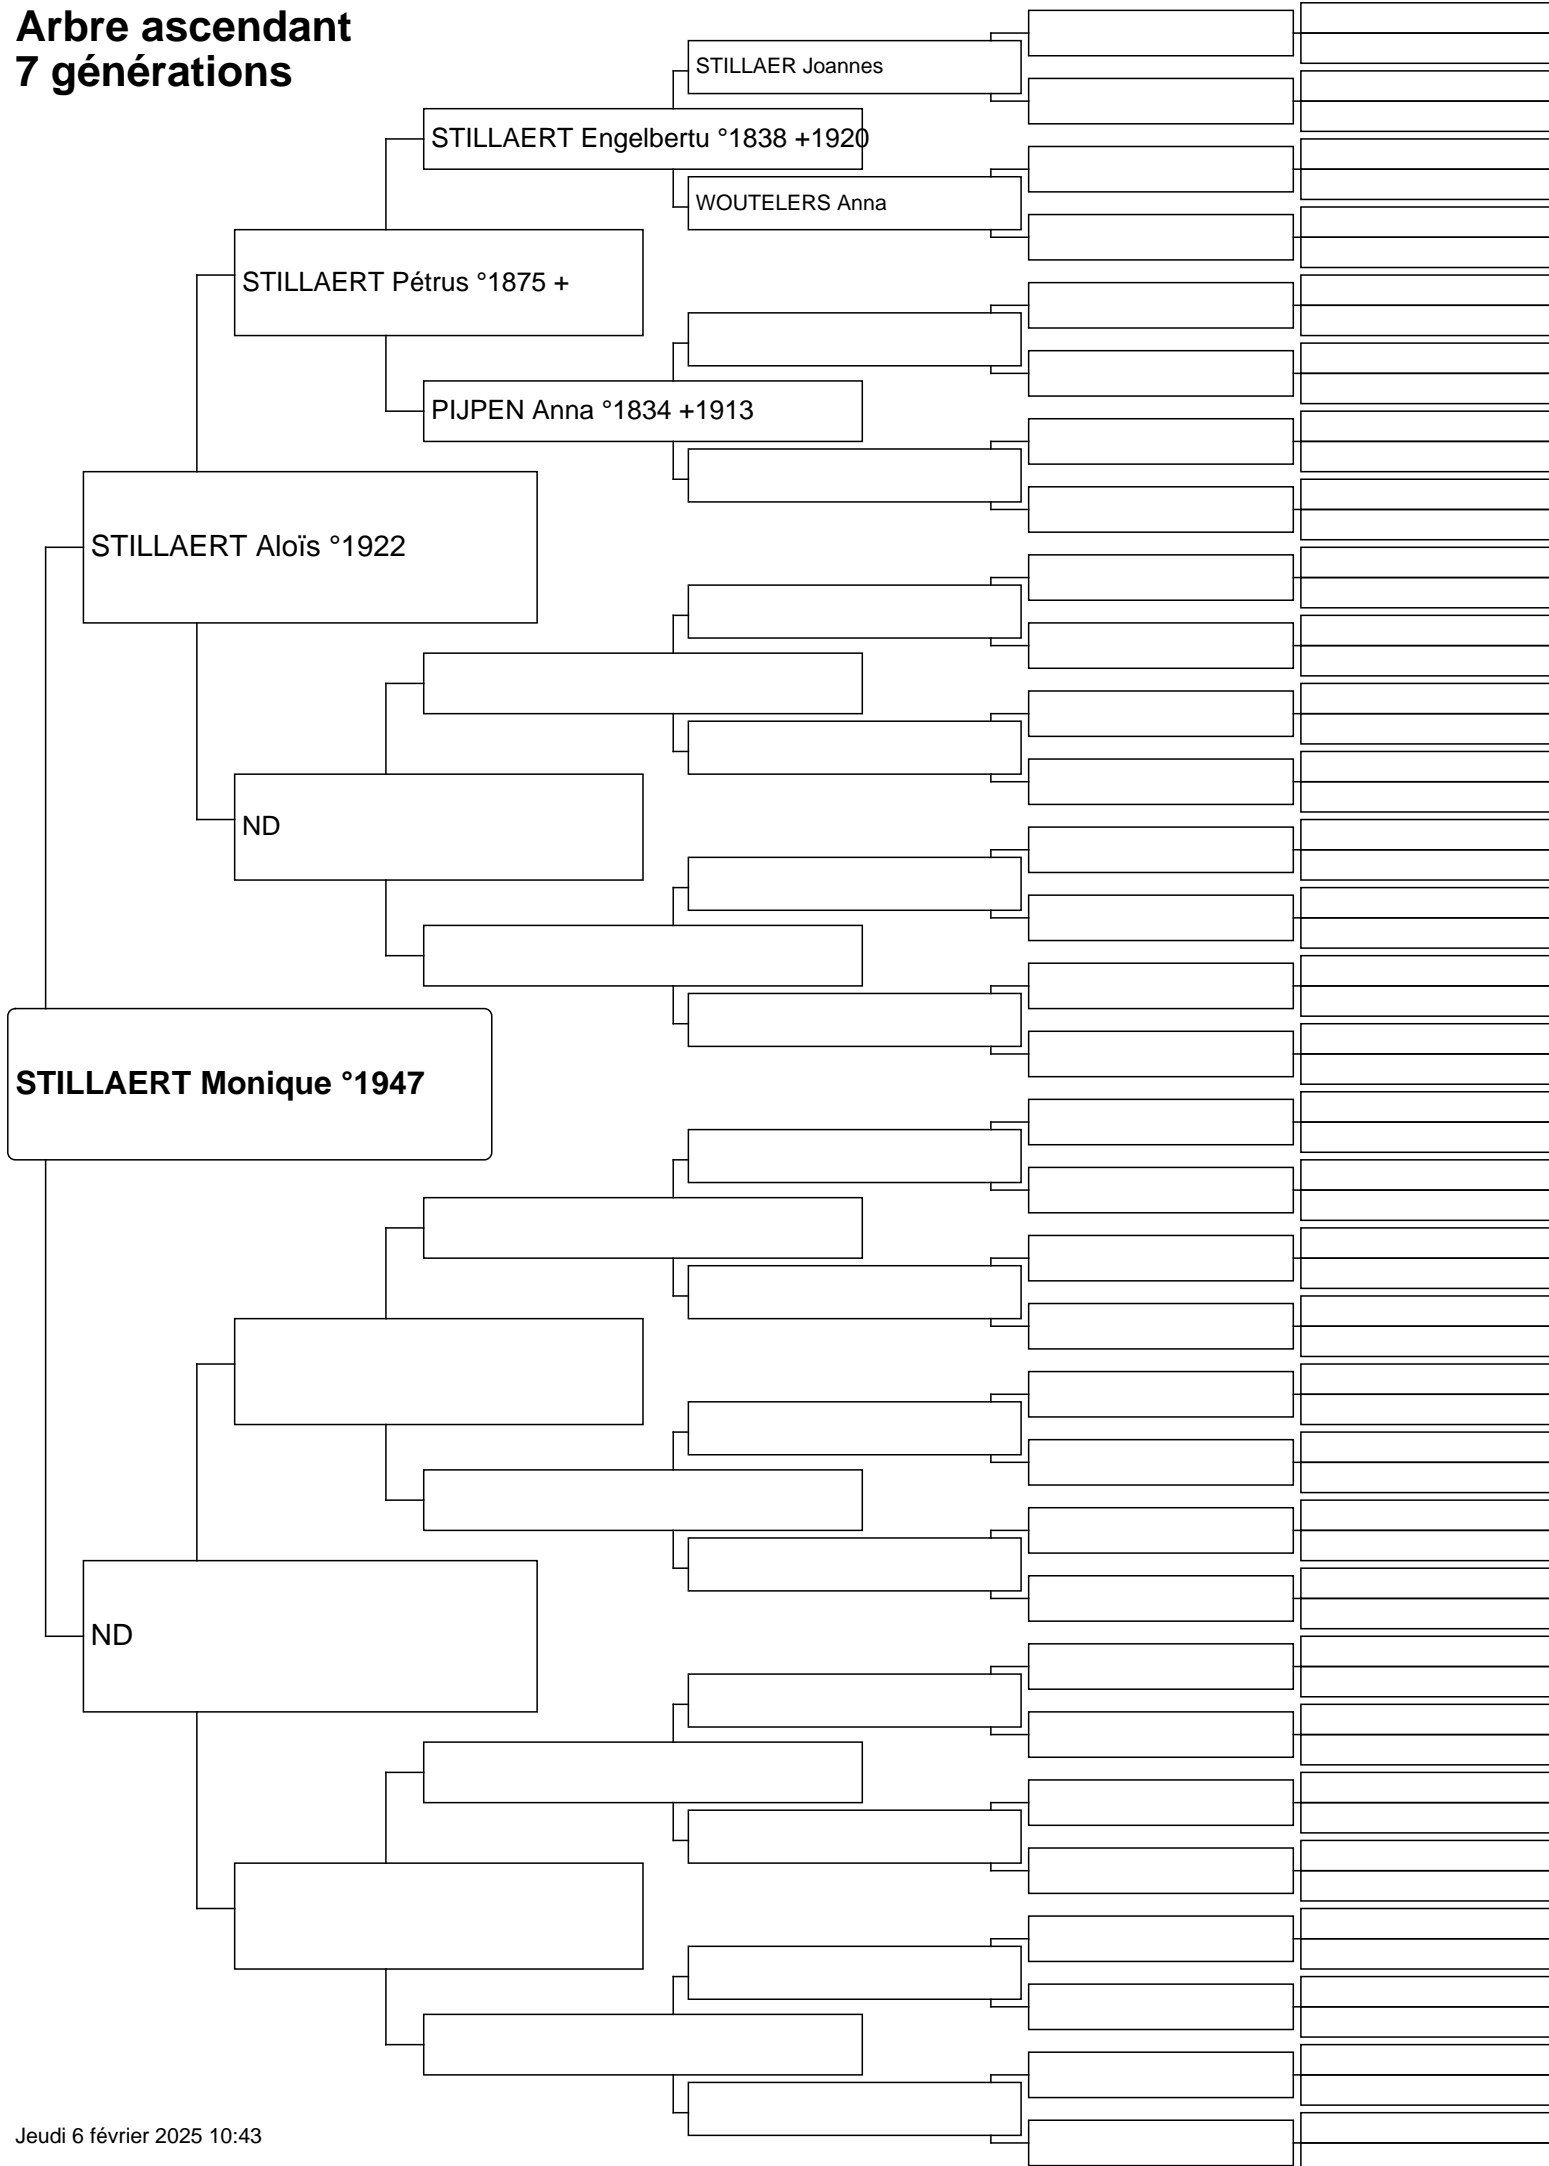 Arbre ascendant
7 générations
STILLAER Joannes
STILLAERT Engelbertu °1838 +1920
WOUTELERS Anna
STILLAERT Pétrus °1875 +
PIJPEN Anna °1834 +1913
STILLAERT Aloïs °1922
ND
STILLAERT Monique °1947
ND
Jeudi 6 février 2025 10:43